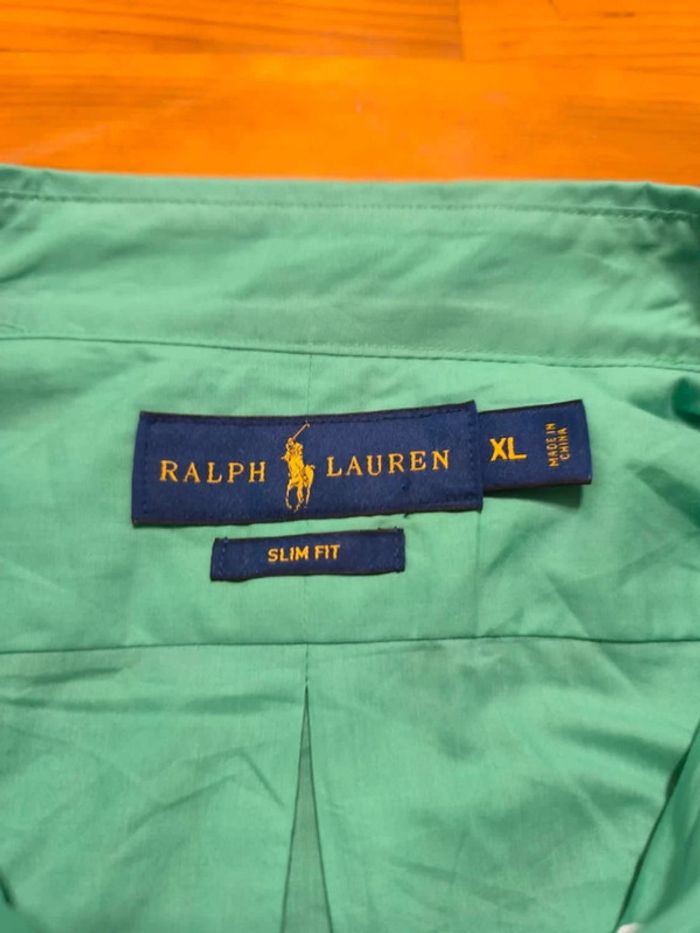 RALPH LAUREN
XL
MADE IN
CHINA
SLIM FIT